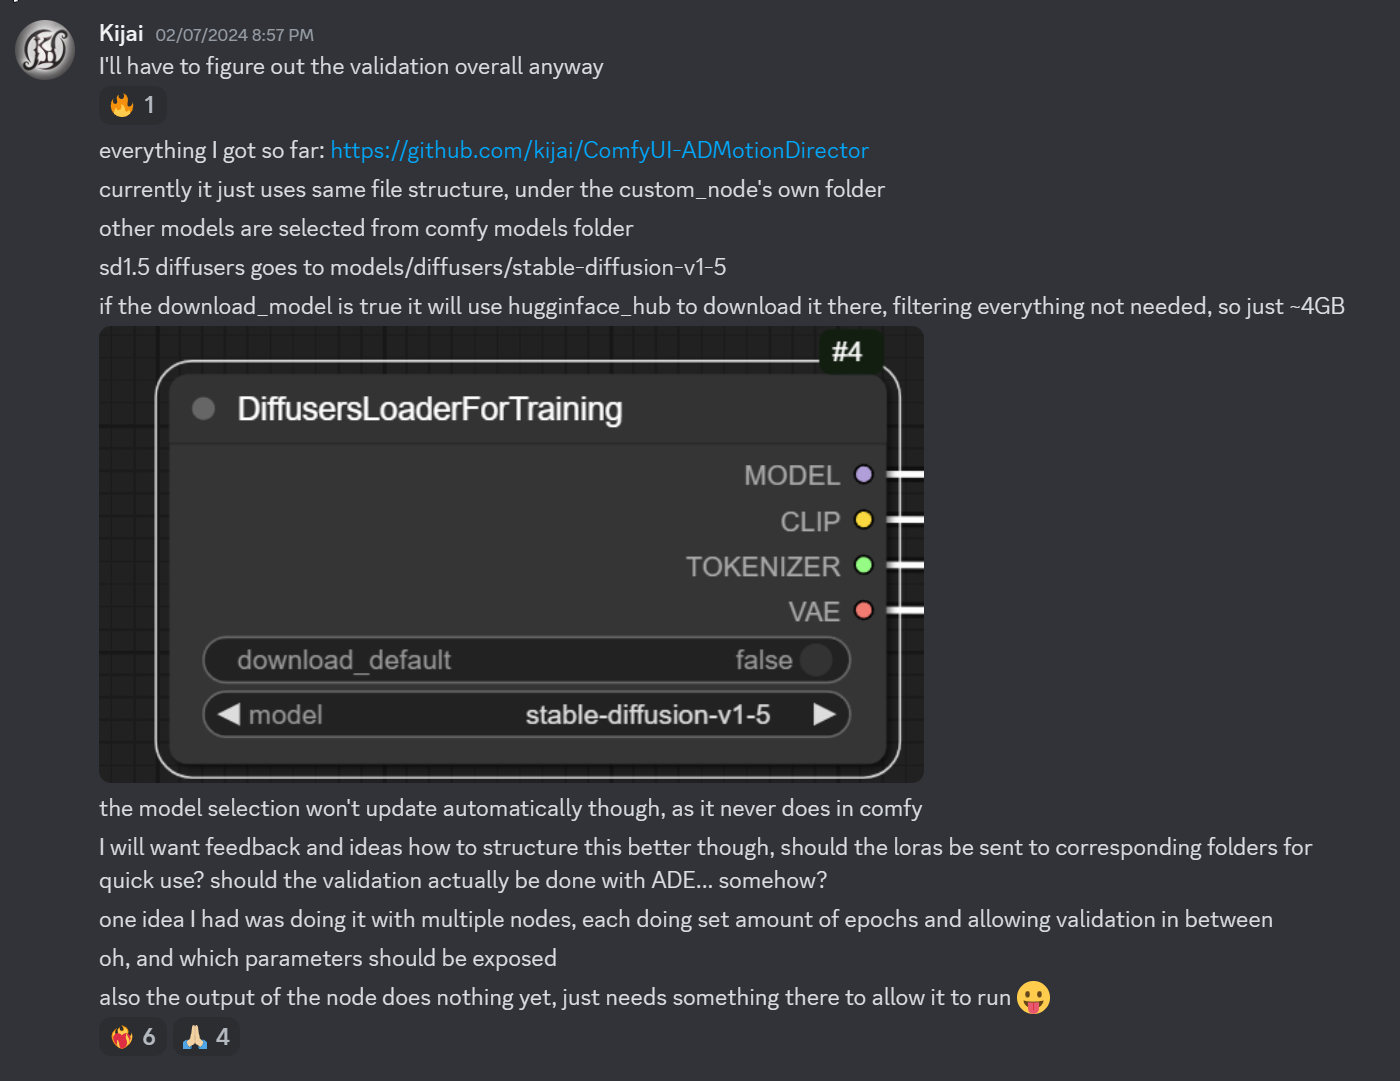 Kijai 02/07/2024 8:57 PM
I'll have to figure out the validation overall anyway
🔥 1
everything I got so far: https://github.com/kijai/ComfyUI-ADMotionDirector
currently it just uses same file structure, under the custom_node's own folder
other models are selected from comfy models folder
sd1.5 diffusers goes to models/diffusers/stable-diffusion-v1-5
if the download_model is true it will use hugginface_hub to download it there, filtering everything not needed, so just ~4GB
#4
DiffusersLoaderForTraining
MODEL
CLIP
TOKENIZER
VAE
download_default false
model stable-diffusion-v1-5
the model selection won't update automatically though, as it never does in comfy
I will want feedback and ideas how to structure this better though, should the loras be sent to corresponding folders for
quick use? should the validation actually be done with ADE... somehow?
one idea I had was doing it with multiple nodes, each doing set amount of epochs and allowing validation in between
oh, and which parameters should be exposed
also the output of the node does nothing yet, just needs something there to allow it to run 😛
❤️‍🔥 6 🙏🏻 4